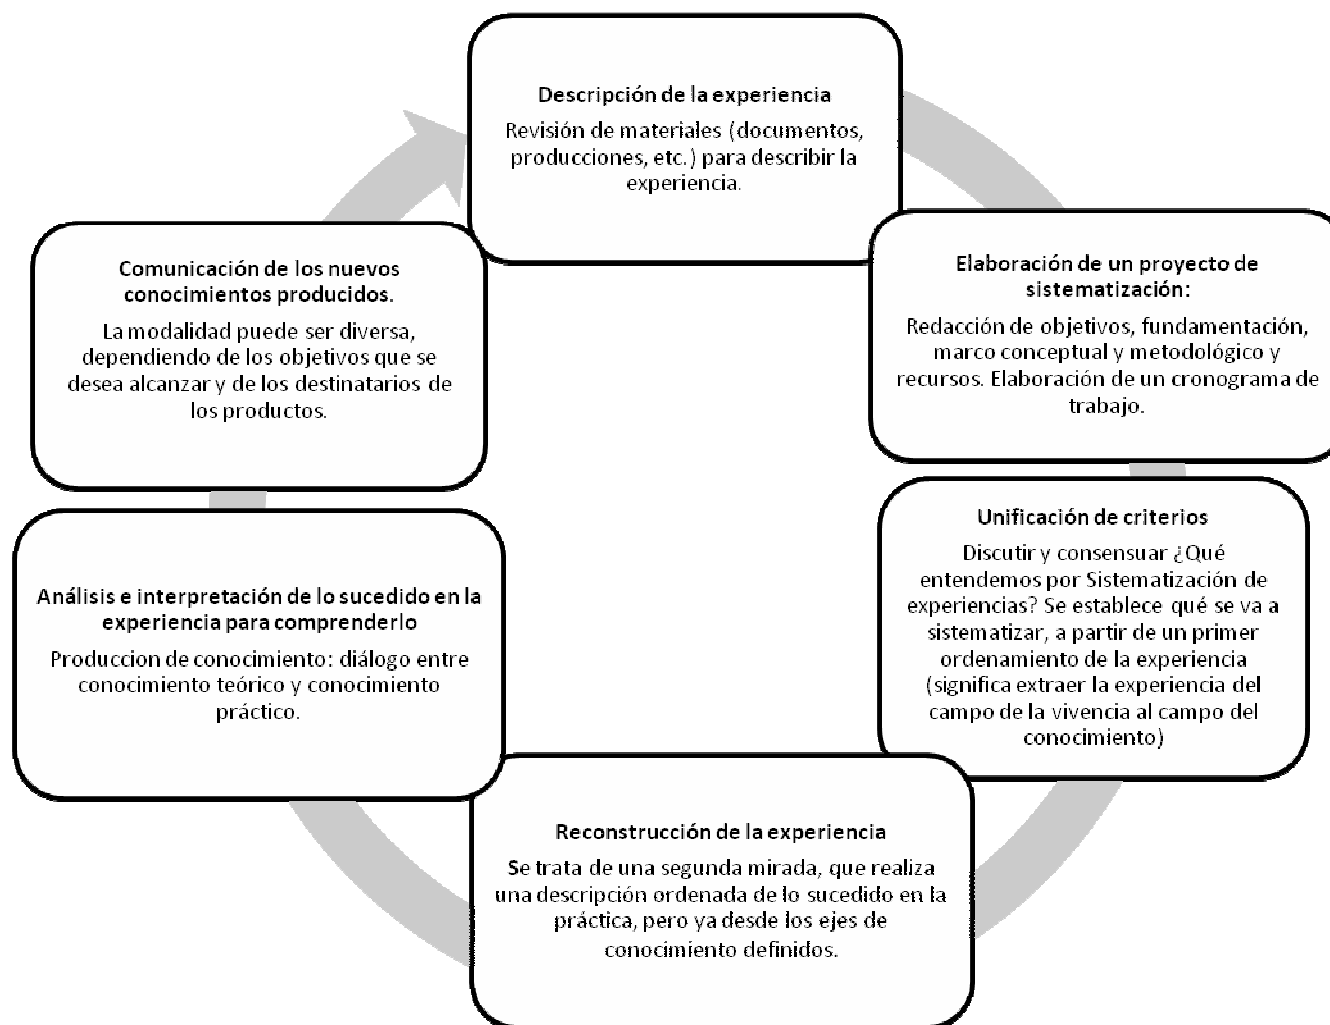 Descripción de la experiencia
Revisión de materiales (documentos,
producciones, etc.) para describir la
experiencia.
Elaboración de un proyecto de
sistematización:
Redacción de objetivos, fundamentación,
marco conceptual y metodológico y
recursos. Elaboración de un cronograma de
trabajo.
Unificación de criterios
Discutir y consensuar ¿Qué
entendemos por Sistematización de
experiencias? Se establece qué se va a
sistematizar, a partir de un primer
ordenamiento de la experiencia
(significa extraer la experiencia del
campo de la vivencia al campo del
conocimiento)
Reconstrucción de la experiencia
Se trata de una segunda mirada, que realiza
una descripción ordenada de lo sucedido en la
práctica, pero ya desde los ejes de
conocimiento definidos.
Análisis e interpretación de lo sucedido en la
experiencia para comprenderlo
Produccion de conocimiento: diálogo entre
conocimiento teórico y conocimiento
práctico.
Comunicación de los nuevos
conocimientos producidos.
La modalidad puede ser diversa,
dependiendo de los objetivos que se
desea alcanzar y de los destinatarios de
los productos.